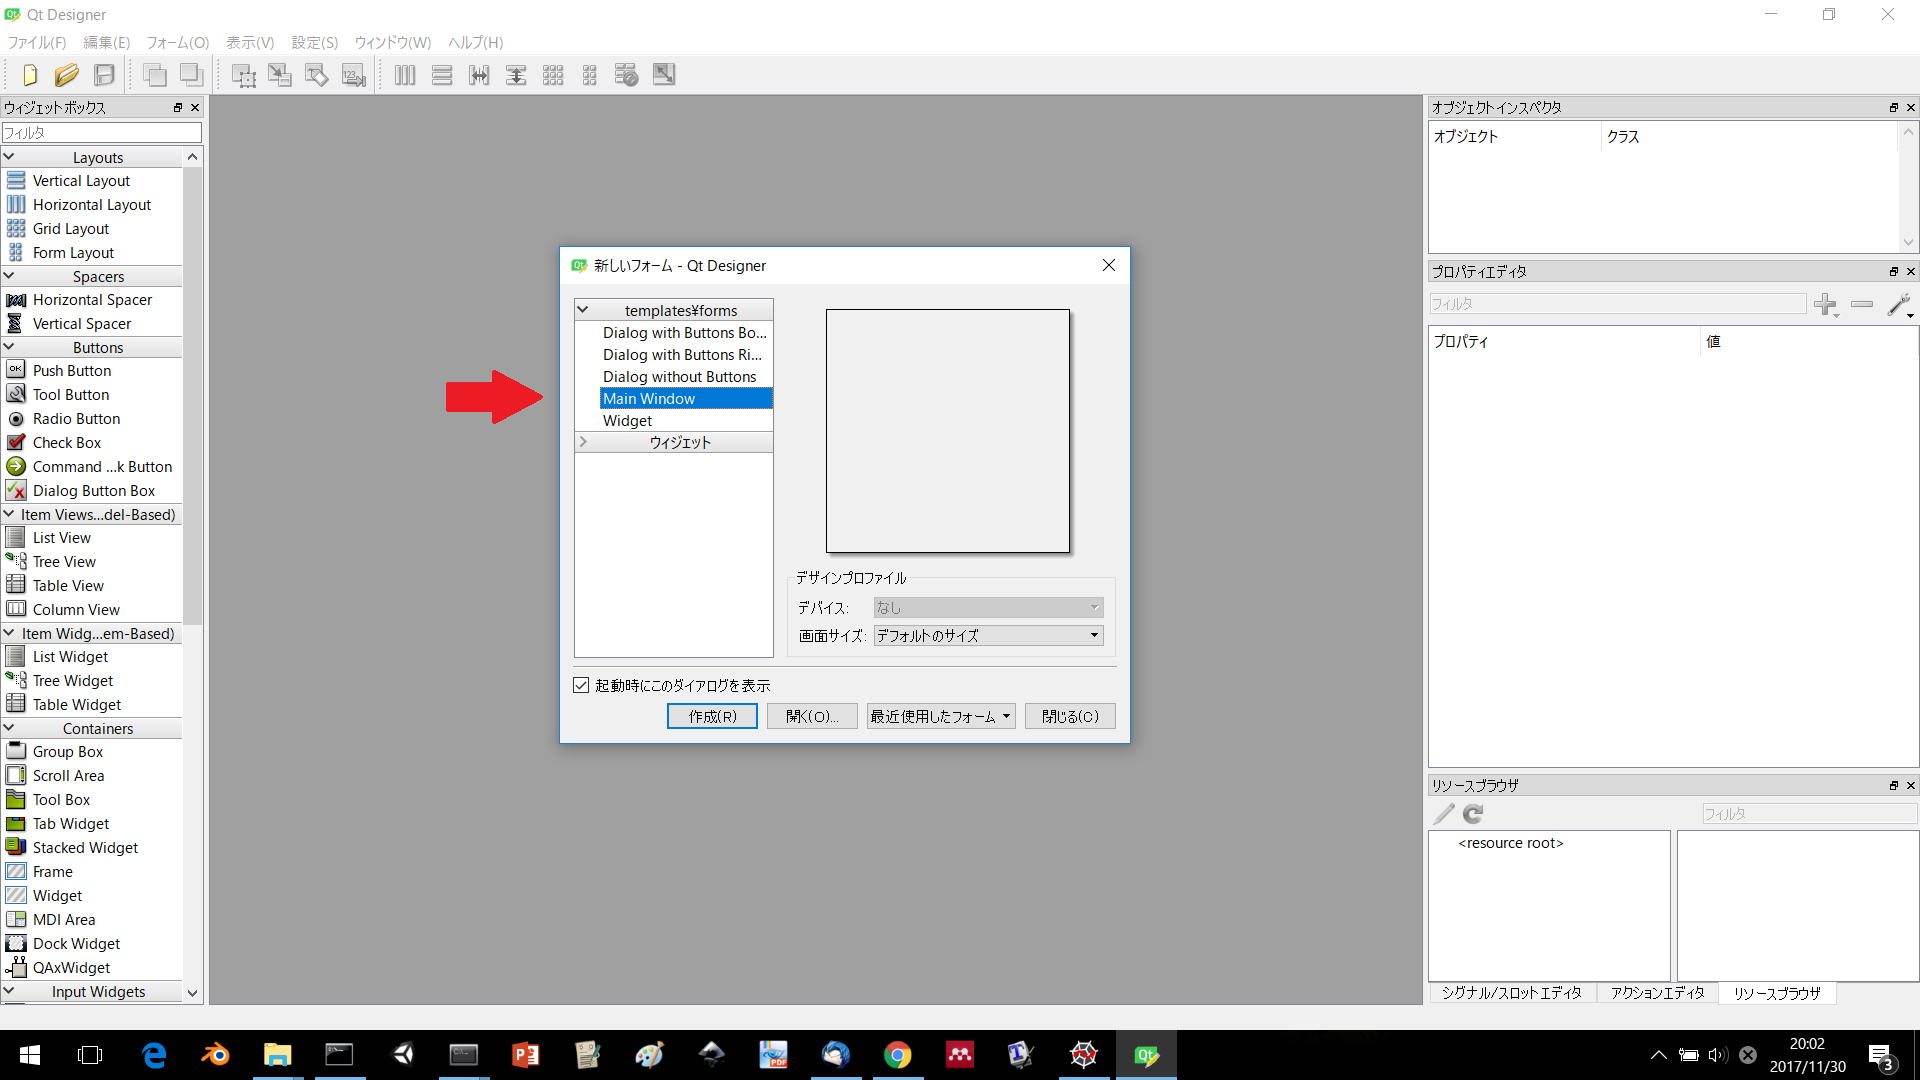 Qt Designer
ファイル(F) 編集(E) フォーム(O) 表示(V) 設定(S) ウィンドウ(W) ヘルプ(H)
ウィジェットボックス
フィルタ
Layouts
Vertical Layout
Horizontal Layout
Grid Layout
Form Layout
Spacers
Horizontal Spacer
Vertical Spacer
Buttons
Push Button
Tool Button
Radio Button
Check Box
Command ...k Button
Dialog Button Box
Item Views...del-Based)
List View
Tree View
Table View
Column View
Item Widg...em-Based)
List Widget
Tree Widget
Table Widget
Containers
Group Box
Scroll Area
Tool Box
Tab Widget
Stacked Widget
Frame
Widget
MDI Area
Dock Widget
QAxWidget
Input Widgets
新しいフォーム - Qt Designer
templates¥forms
Dialog with Buttons Bo...
Dialog with Buttons Ri...
Dialog without Buttons
Main Window
Widget
ウィジェット
デザインプロファイル
デバイス: なし
画面サイズ: デフォルトのサイズ
起動時にこのダイアログを表示
作成(R) 開く(O)... 最近使用したフォーム 閉じる(C)
オブジェクトインスペクタ
オブジェクト クラス
プロパティエディタ
フィルタ
プロパティ 値
リソースブラウザ
フィルタ
<resource root>
シグナル/スロットエディタ アクションエディタ リソースブラウザ
20:02
2017/11/30
3